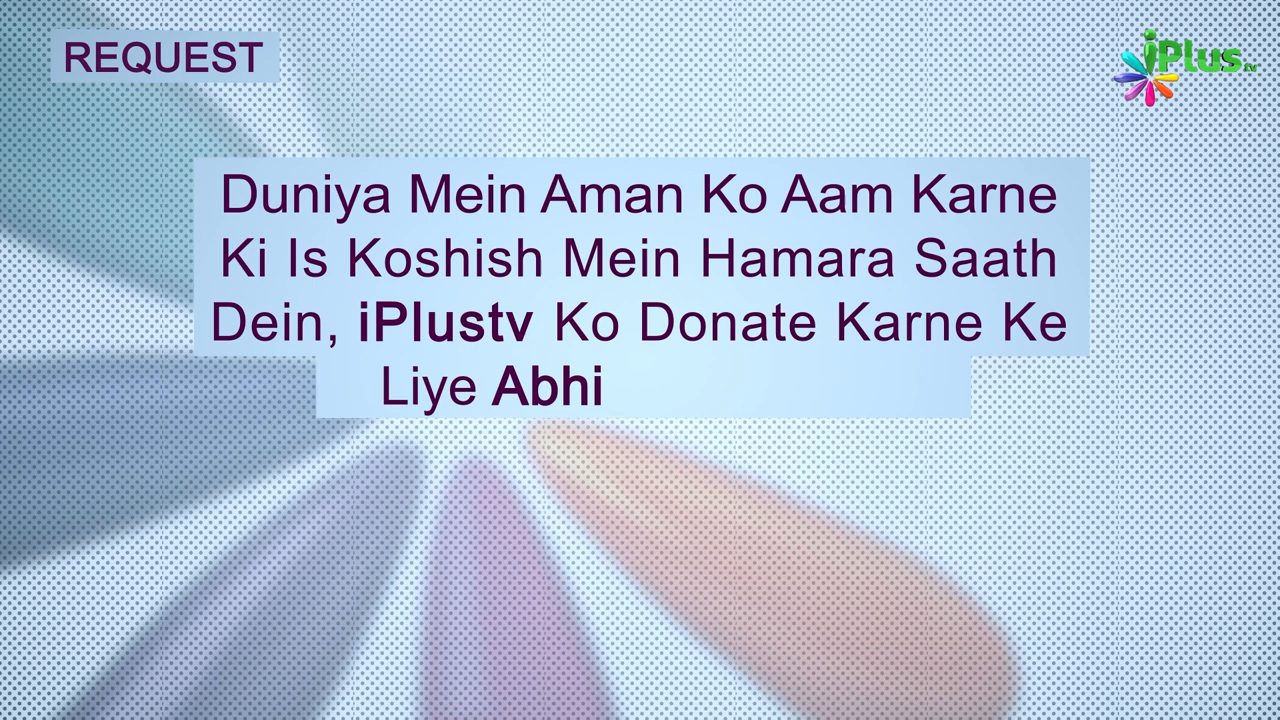 REQUEST
iPlus.tv
Duniya Mein Aman Ko Aam Karne
Ki Is Koshish Mein Hamara Saath
Dein, iPlustv Ko Donate Karne Ke
Liye Abhi